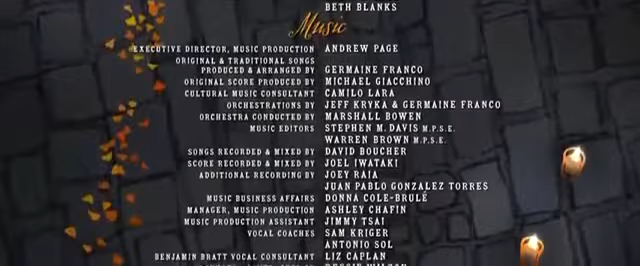 BETH BLANKS
Music
EXECUTIVE DIRECTOR, MUSIC PRODUCTION ANDREW PAGE
ORIGINAL & TRADITIONAL SONGS
PRODUCED & ARRANGED BY GERMAINE FRANCO
ORIGINAL SCORE PRODUCED BY MICHAEL GIACCHINO
CULTURAL MUSIC CONSULTANT CAMILO LARA
ORCHESTRATIONS BY JEFF KRYKA & GERMAINE FRANCO
ORCHESTRA CONDUCTED BY MARSHALL BOWEN
MUSIC EDITORS STEPHEN M. DAVIS M.P.S.E.
WARREN BROWN M.P.S.E.
SONGS RECORDED & MIXED BY DAVID BOUCHER
SCORE RECORDED & MIXED BY JOEL IWATAKI
ADDITIONAL RECORDING BY JOEY RAIA
JUAN PABLO GONZALEZ TORRES
MUSIC BUSINESS AFFAIRS DONNA COLE-BRULÉ
MANAGER, MUSIC PRODUCTION ASHLEY CHAFIN
MUSIC PRODUCTION ASSISTANT JIMMY TSAI
VOCAL COACHES SAM KRIGER
ANTONIO SOL
BENJAMIN BRATT VOCAL CONSULTANT LIZ CAPLAN